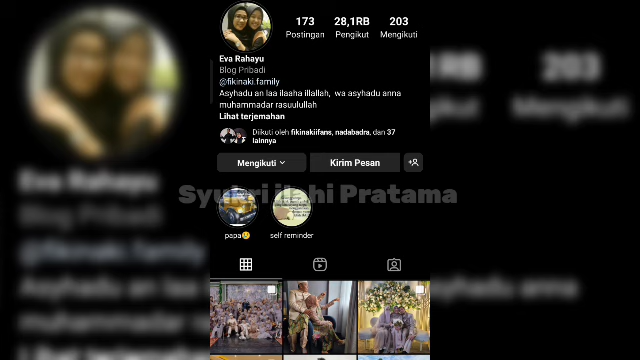 173 28,1RB 203
Postingan Pengikut Mengikuti
Eva Rahayu
Blog Pribadi
@fikinaki.family
Asyhadu an laa ilaaha illallah, wa asyhadu anna
muhammadar rasuulullah
Lihat terjemahan
Diikuti oleh fikinakiifans, nadabadra, dan 37
lainnya
Mengikuti Kirim Pesan
Syukri ilahi Pratama
papa🥲 self reminder